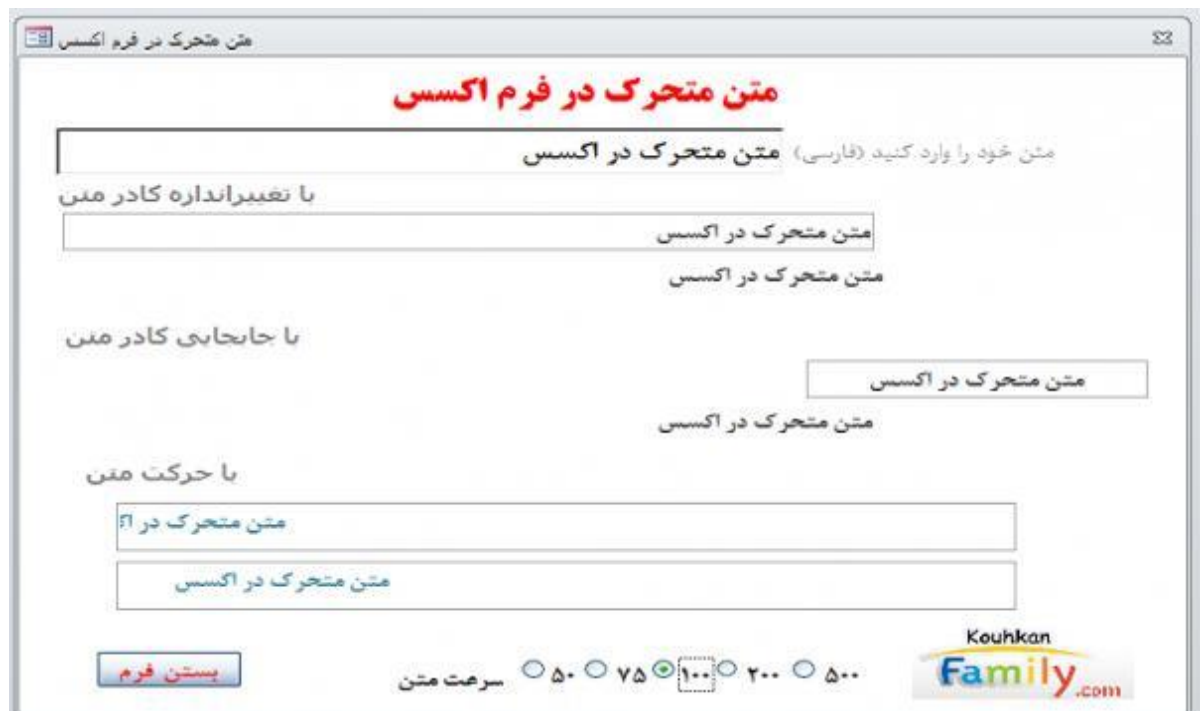 متن متحرک در فرم اکسس
متن متحرک در فرم اکسس
متن خود را وارد کنید (فارسی) متن متحرک در اکسس
با تغییراندازه کادر متن
متن متحرک در اکسس
متن متحرک در اکسس
با جابجایی کادر متن
متن متحرک در اکسس
متن متحرک در اکسس
با حرکت متن
متن متحرک در اک
متن متحرک در اکسس
Kouhkan
Family.com
۵۰۰ ۲۰۰ ۱۰۰ ۷۵ ۵۰ سرعت متن
بستن فرم